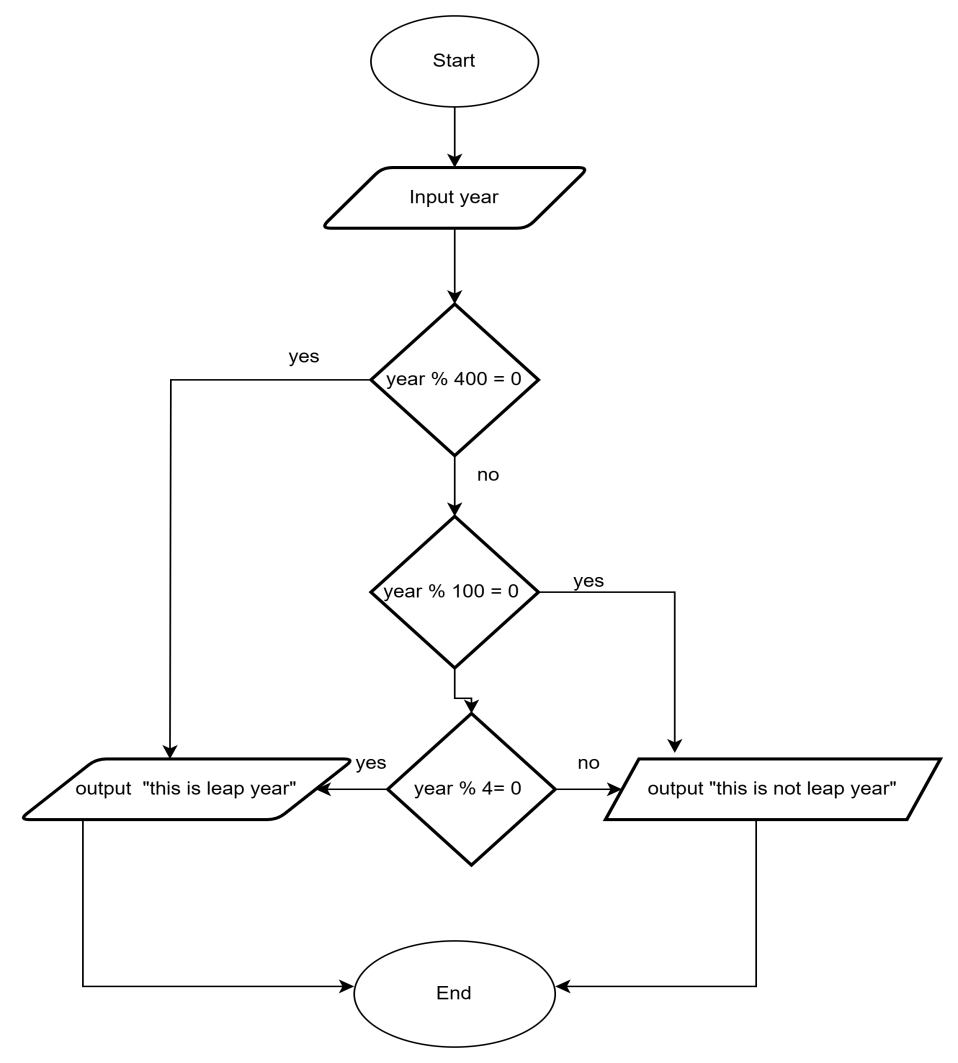 Start
Input year
yes
year % 400 = 0
no
year % 100 = 0
yes
yes
no
output  "this is leap year"
year % 4= 0
output "this is not leap year"
End